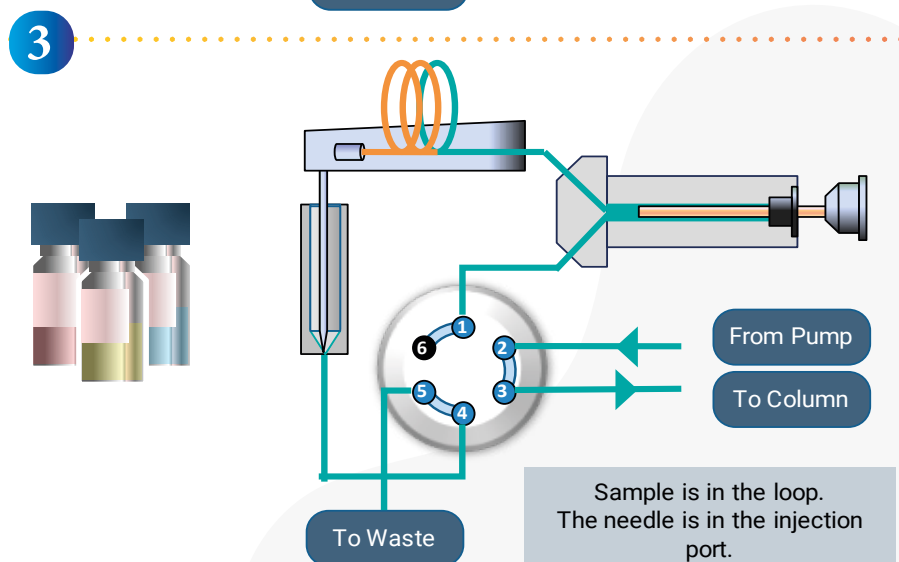 3
1
2
3
4
5
6
From Pump
To Column
To Waste
Sample is in the loop.
The needle is in the injection
port.